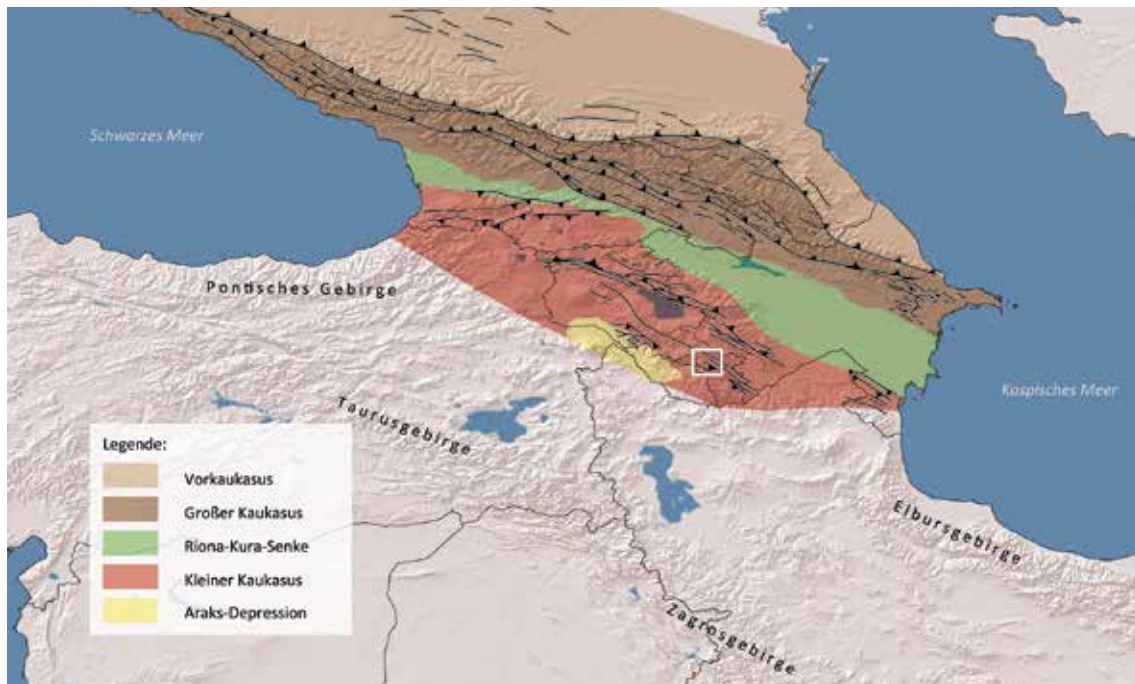 Schwarzes Meer
Pontisches Gebirge
Kaspisches Meer
Taurusgebirge
Legende:
Vorkaukasus
Großer Kaukasus
Riona-Kura-Senke
Kleiner Kaukasus
Araks-Depression
Elbursgebirge
Zagrosgebirge